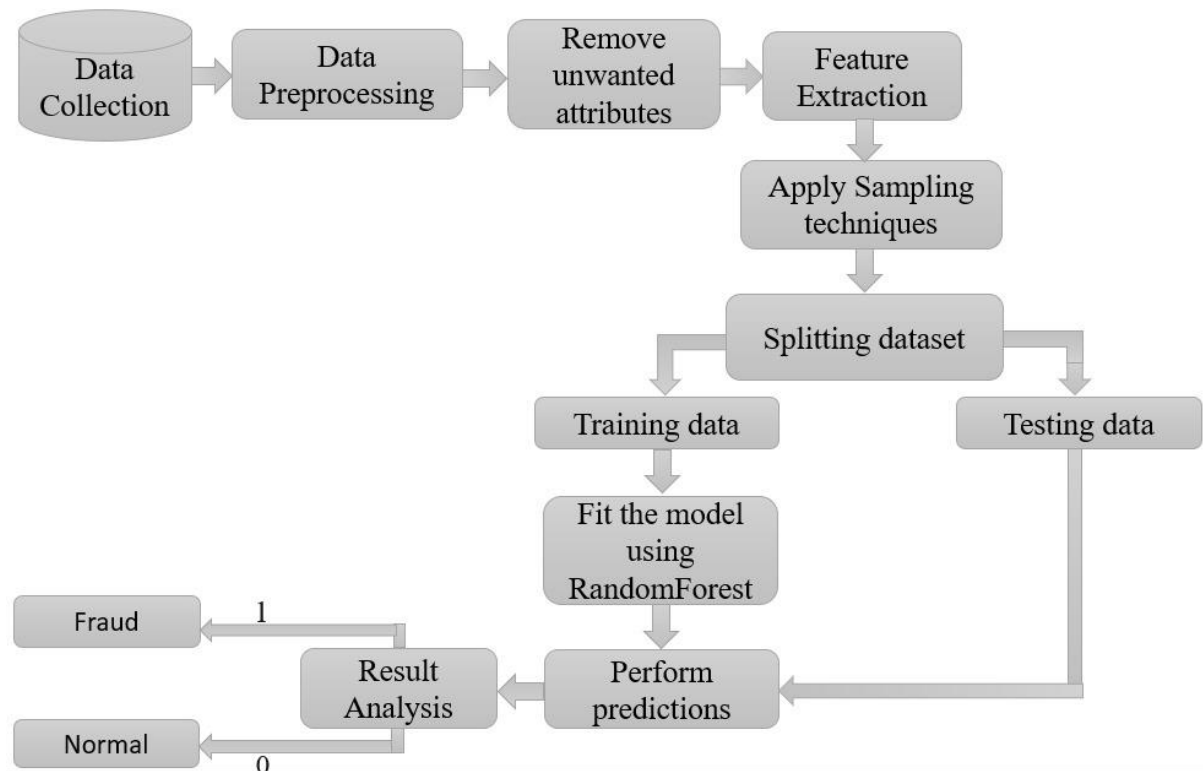 Data
Collection
Data
Preprocessing
Remove
unwanted
attributes
Feature
Extraction
Apply Sampling
techniques
Splitting dataset
Training data
Testing data
Fit the model
using
RandomForest
Perform
predictions
Result
Analysis
1
Fraud
Normal
0